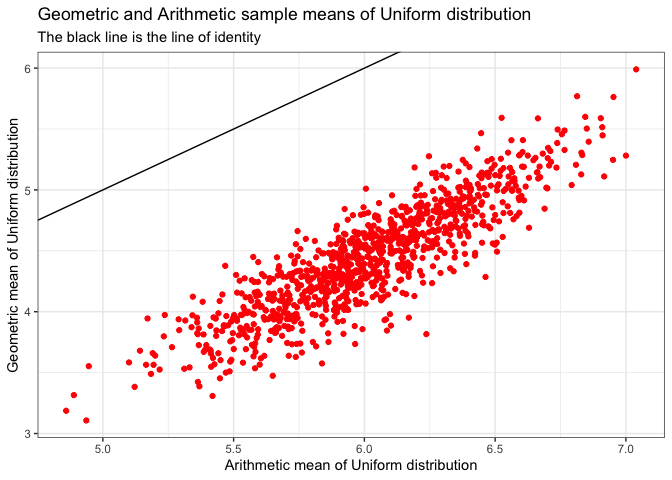 Geometric and Arithmetic sample means of Uniform distribution
The black line is the line of identity
6
5
4
3
Geometric mean of Uniform distribution
5.0 5.5 6.0 6.5 7.0
Arithmetic mean of Uniform distribution